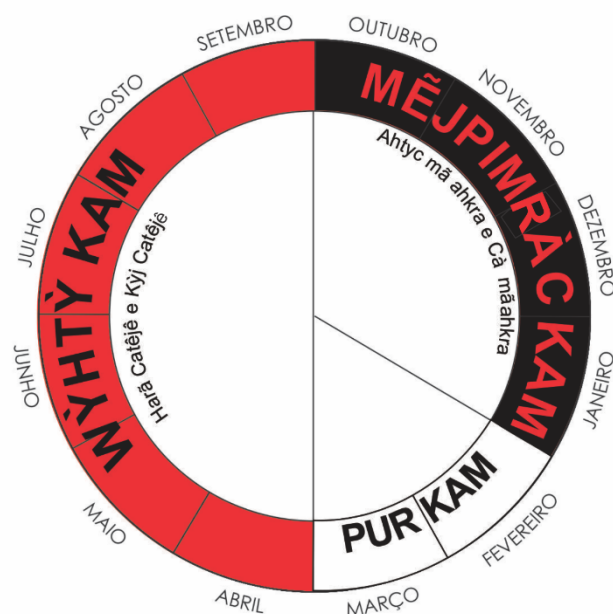 SETEMBRO
OUTUBRO
NOVEMBRO
DEZEMBRO
JANEIRO
FEVEREIRO
MARÇO
ABRIL
MAIO
JUNHO
JULHO
AGOSTO
MẼJPIMRÀC KAM
Ahtyc mã ahkra e Cà mãahkra
PUR KAM
WỲHTỲ KAM
Harã Catêjê e Kỳj Catêjê